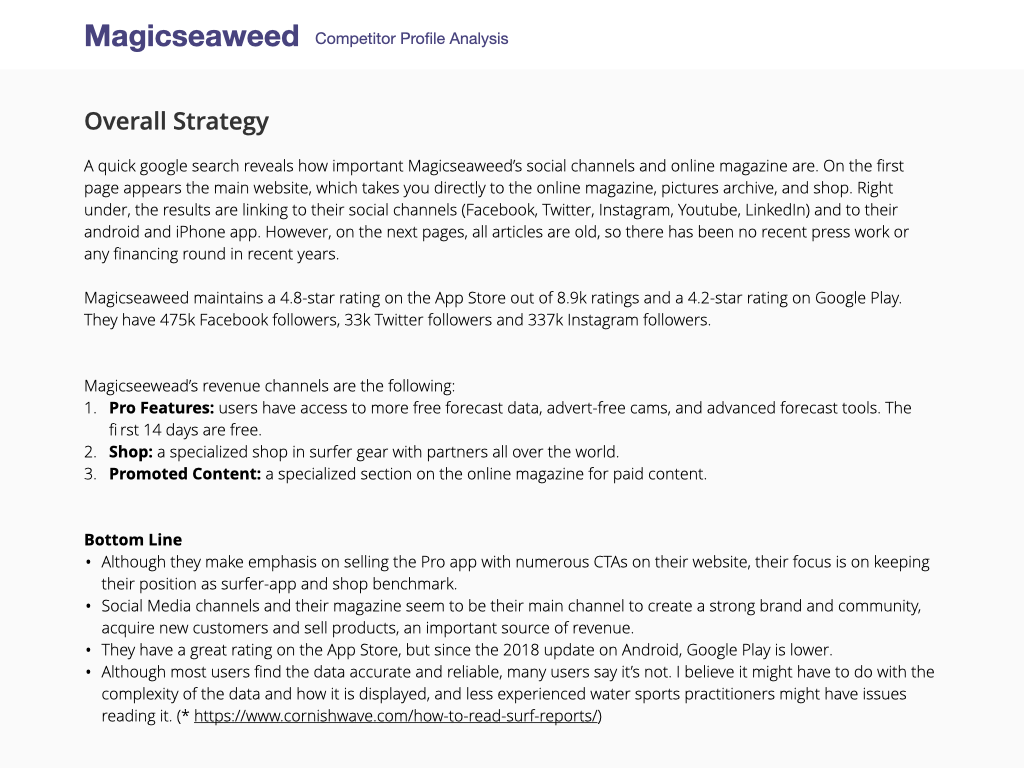 Magicseaweed Competitor Profile Analysis
Overall Strategy
A quick google search reveals how important Magicseaweed’s social channels and online magazine are. On the first
page appears the main website, which takes you directly to the online magazine, pictures archive, and shop. Right
under, the results are linking to their social channels (Facebook, Twitter, Instagram, Youtube, LinkedIn) and to their
android and iPhone app. However, on the next pages, all articles are old, so there has been no recent press work or
any financing round in recent years.
Magicseaweed maintains a 4.8-star rating on the App Store out of 8.9k ratings and a 4.2-star rating on Google Play.
They have 475k Facebook followers, 33k Twitter followers and 337k Instagram followers.
Magicseewead’s revenue channels are the following:
1. Pro Features: users have access to more free forecast data, advert-free cams, and advanced forecast tools. The
fi rst 14 days are free.
2. Shop: a specialized shop in surfer gear with partners all over the world.
3. Promoted Content: a specialized section on the online magazine for paid content.
Bottom Line
• Although they make emphasis on selling the Pro app with numerous CTAs on their website, their focus is on keeping
their position as surfer-app and shop benchmark.
• Social Media channels and their magazine seem to be their main channel to create a strong brand and community,
acquire new customers and sell products, an important source of revenue.
• They have a great rating on the App Store, but since the 2018 update on Android, Google Play is lower.
• Although most users find the data accurate and reliable, many users say it’s not. I believe it might have to do with the
complexity of the data and how it is displayed, and less experienced water sports practitioners might have issues
reading it. (* https://www.cornishwave.com/how-to-read-surf-reports/)